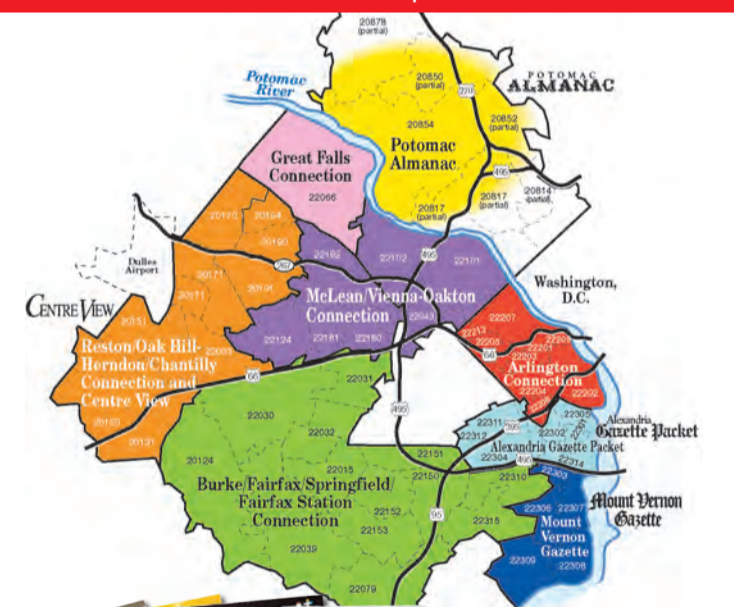 20878
(partial)
Potomac
River
20850
(partial)
270
POTOMAC
ALMANAC
20854
20852
(partial)
Potomac
Almanac
Great Falls
Connection
495
22066
20817
(partial)
20817
(partial)
20814
(partial)
20170
20194
20190
22182
22102
495
22101
Dulles
Airport
267
20171
20171
20191
Washington,
D.C.
CENTRE VIEW
McLean/Vienna-Oakton
Connection
22043
22207
20151
22213
22205
22201
22209
22203
Reston/Oak Hill-
Herndon/Chantilly
Connection and
Centre View
22033
22124
22181
22180
66
66
Arlington
Connection
22204
22202
22206
22031
495
20120
20121
22030
22032
22311
395
22302
22305
22301
22312
Alexandria
Gazette Packet
Alexandria Gazette Packet
22304
495
22314
20124
22015
22151
22150
22310
22303
Burke/Fairfax/Springfield/
Fairfax Station
Connection
22152
22153
95
22315
22306
22307
Mount Vernon
Gazette
Mount
Vernon
Gazette
22039
22309
22308
22079